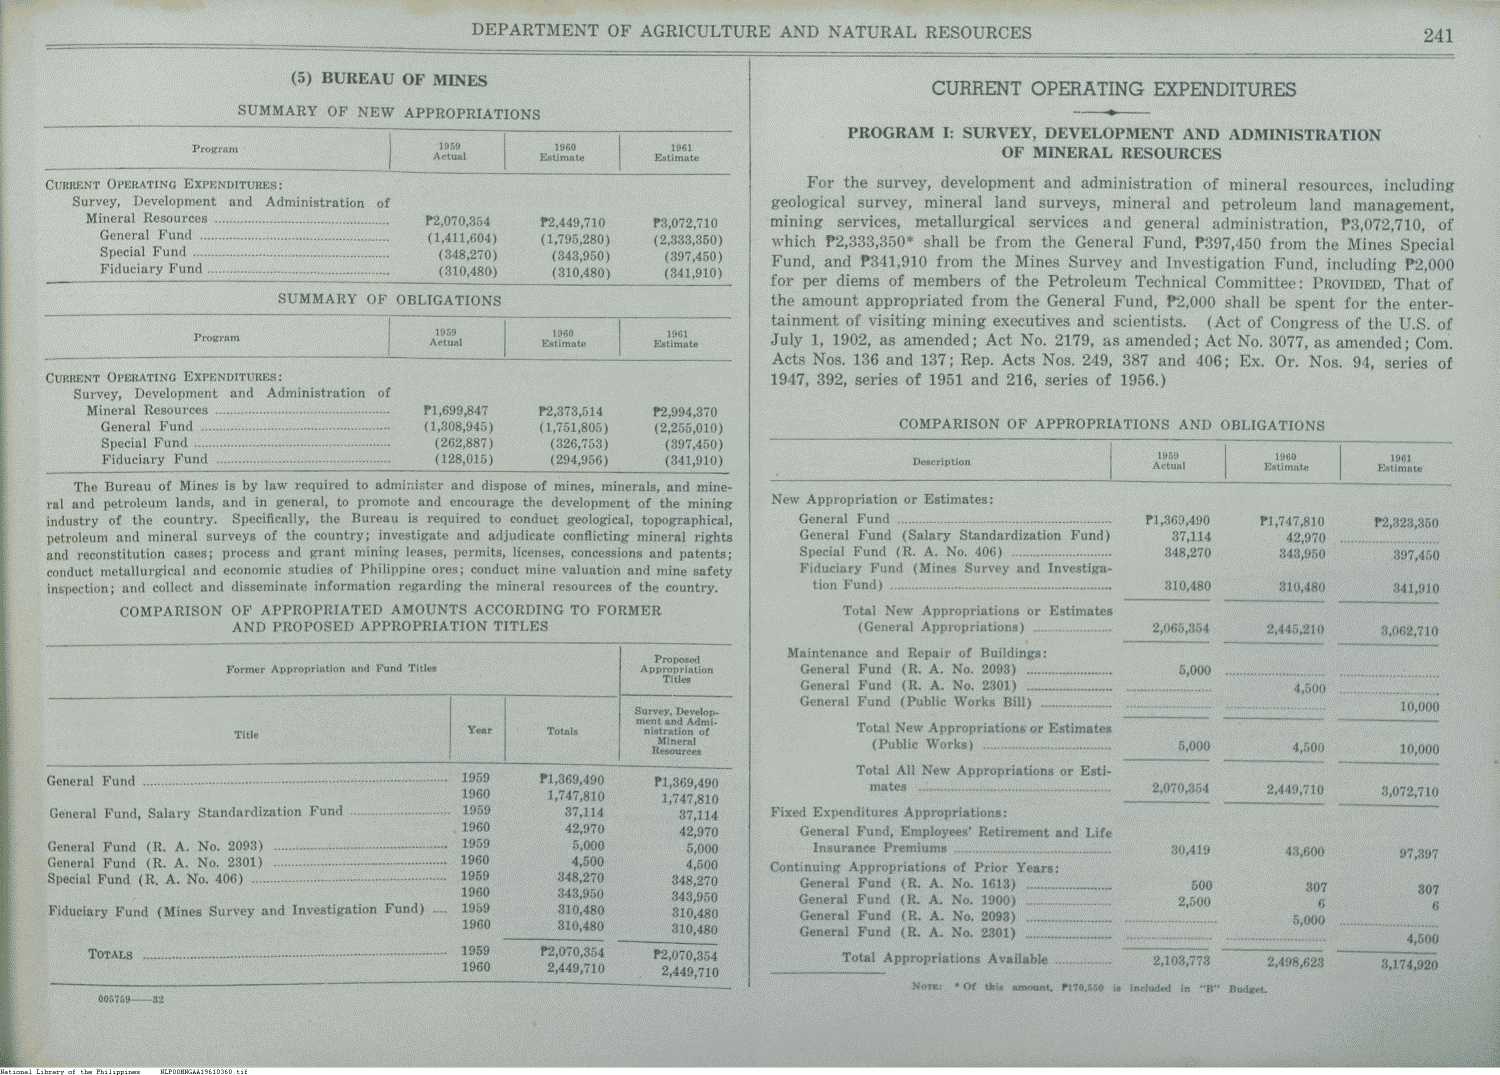 DEPARTMENT OF AGRICULTURE AND NATURAL RESOURCES 241
(5) BUREAU OF MINES
SUMMARY OF NEW APPROPRIATIONS
Program 1959 Actual 1960 Estimate 1961 Estimate
CURRENT OPERATING EXPENDITURES:
Survey, Development and Administration of
Mineral Resources ₱2,070,354 ₱2,449,710 ₱3,072,710
General Fund (1,411,604) (1,795,280) (2,333,350)
Special Fund (348,270) (343,950) (397,450)
Fiduciary Fund (310,480) (310,480) (341,910)
SUMMARY OF OBLIGATIONS
Program 1959 Actual 1960 Estimate 1961 Estimate
CURRENT OPERATING EXPENDITURES:
Survey, Development and Administration of
Mineral Resources ₱1,699,847 ₱2,373,514 ₱2,994,370
General Fund (1,308,945) (1,751,805) (2,255,010)
Special Fund (262,887) (326,753) (397,450)
Fiduciary Fund (128,015) (294,956) (341,910)
The Bureau of Mines is by law required to administer and dispose of mines, minerals, and mine-
ral and petroleum lands, and in general, to promote and encourage the development of the mining
industry of the country. Specifically, the Bureau is required to conduct geological, topographical,
petroleum and mineral surveys of the country; investigate and adjudicate conflicting mineral rights
and reconstitution cases; process and grant mining leases, permits, licenses, concessions and patents;
conduct metallurgical and economic studies of Philippine ores; conduct mine valuation and mine safety
inspection; and collect and disseminate information regarding the mineral resources of the country.
COMPARISON OF APPROPRIATED AMOUNTS ACCORDING TO FORMER
AND PROPOSED APPROPRIATION TITLES
Former Appropriation and Fund Titles Proposed Appropriation Titles
Title Year Totals Survey, Develop-ment and Admi-nistration of Mineral Resources
General Fund 1959 ₱1,369,490 ₱1,369,490
1960 1,747,810 1,747,810
General Fund, Salary Standardization Fund 1959 37,114 37,114
1960 42,970 42,970
General Fund (R. A. No. 2093) 1959 5,000 5,000
General Fund (R. A. No. 2301) 1960 4,500 4,500
Special Fund (R. A. No. 406) 1959 348,270 348,270
1960 343,950 343,950
Fiduciary Fund (Mines Survey and Investigation Fund) 1959 310,480 310,480
1960 310,480 310,480
TOTALS 1959 ₱2,070,354 ₱2,070,354
1960 2,449,710 2,449,710
005759——32
CURRENT OPERATING EXPENDITURES
PROGRAM I: SURVEY, DEVELOPMENT AND ADMINISTRATION
OF MINERAL RESOURCES
For the survey, development and administration of mineral resources, including
geological survey, mineral land surveys, mineral and petroleum land management,
mining services, metallurgical services and general administration, ₱3,072,710, of
which ₱2,333,350* shall be from the General Fund, ₱397,450 from the Mines Special
Fund, and ₱341,910 from the Mines Survey and Investigation Fund, including ₱2,000
for per diems of members of the Petroleum Technical Committee: PROVIDED, That of
the amount appropriated from the General Fund, ₱2,000 shall be spent for the enter-
tainment of visiting mining executives and scientists. (Act of Congress of the U.S. of
July 1, 1902, as amended; Act No. 2179, as amended; Act No. 3077, as amended; Com.
Acts Nos. 136 and 137; Rep. Acts Nos. 249, 387 and 406; Ex. Or. Nos. 94, series of
1947, 392, series of 1951 and 216, series of 1956.)
COMPARISON OF APPROPRIATIONS AND OBLIGATIONS
Description 1959 Actual 1960 Estimate 1961 Estimate
New Appropriation or Estimates:
General Fund ₱1,369,490 ₱1,747,810 ₱2,323,350
General Fund (Salary Standardization Fund) 37,114 42,970
Special Fund (R. A. No. 406) 348,270 343,950 397,450
Fiduciary Fund (Mines Survey and Investiga-
tion Fund) 310,480 310,480 341,910
Total New Appropriations or Estimates
(General Appropriations) 2,065,354 2,445,210 3,062,710
Maintenance and Repair of Buildings:
General Fund (R. A. No. 2093) 5,000
General Fund (R. A. No. 2301) 4,500
General Fund (Public Works Bill) 10,000
Total New Appropriations or Estimates
(Public Works) 5,000 4,500 10,000
Total All New Appropriations or Esti-
mates 2,070,354 2,449,710 3,072,710
Fixed Expenditures Appropriations:
General Fund, Employees' Retirement and Life
Insurance Premiums 30,419 43,600 97,397
Continuing Appropriations of Prior Years:
General Fund (R. A. No. 1613) 500 307 307
General Fund (R. A. No. 1900) 2,500 6 6
General Fund (R. A. No. 2093) 5,000
General Fund (R. A. No. 2301) 4,500
Total Appropriations Available 2,103,773 2,498,623 3,174,920
NOTE: * Of this amount, ₱170,550 is included in "B" Budget.
National Library of the Philippines NLPOOMNGAA19610360.tif